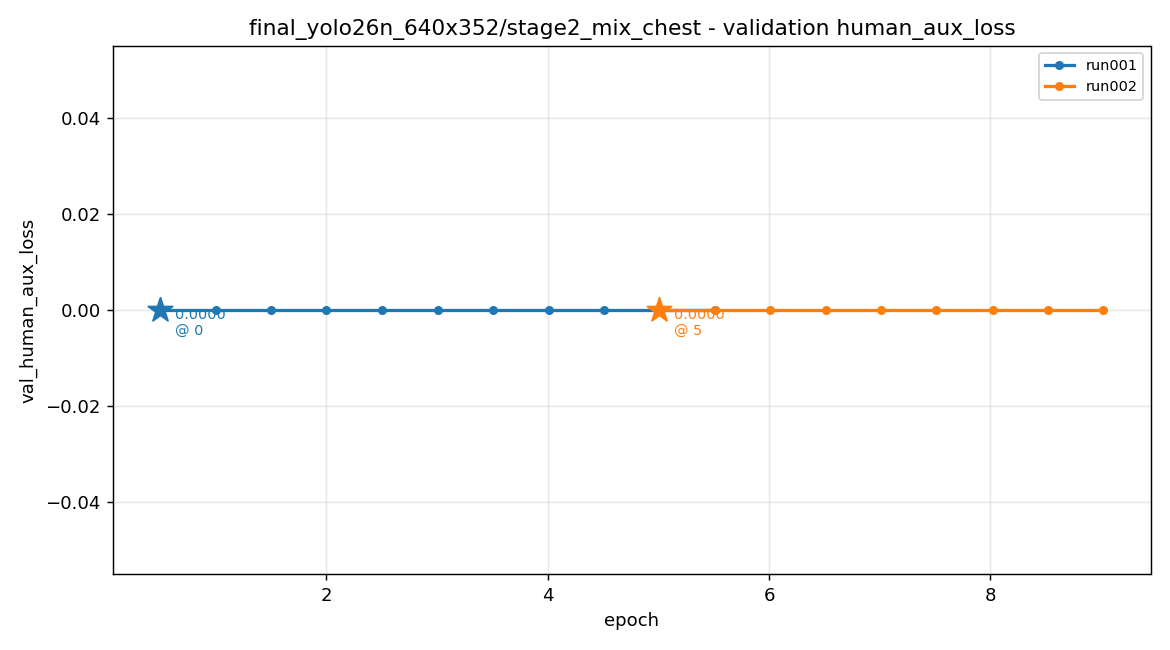 final_yolo26n_640x352/stage2_mix_chest - validation human_aux_loss
run001
run002
val_human_aux_loss
0.04
0.02
0.00
−0.02
−0.04
0.0000
@ 0
0.0000
@ 5
2
4
6
8
epoch